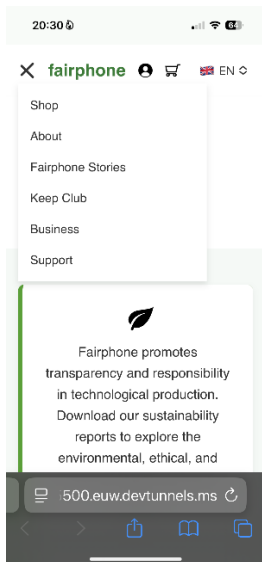 20:30
64
fairphone
EN
Shop
About
Fairphone Stories
Keep Club
Business
Support
Fairphone promotes
transparency and responsibility
in technological production.
Download our sustainability
reports to explore the
environmental, ethical, and
500.euw.devtunnels.ms